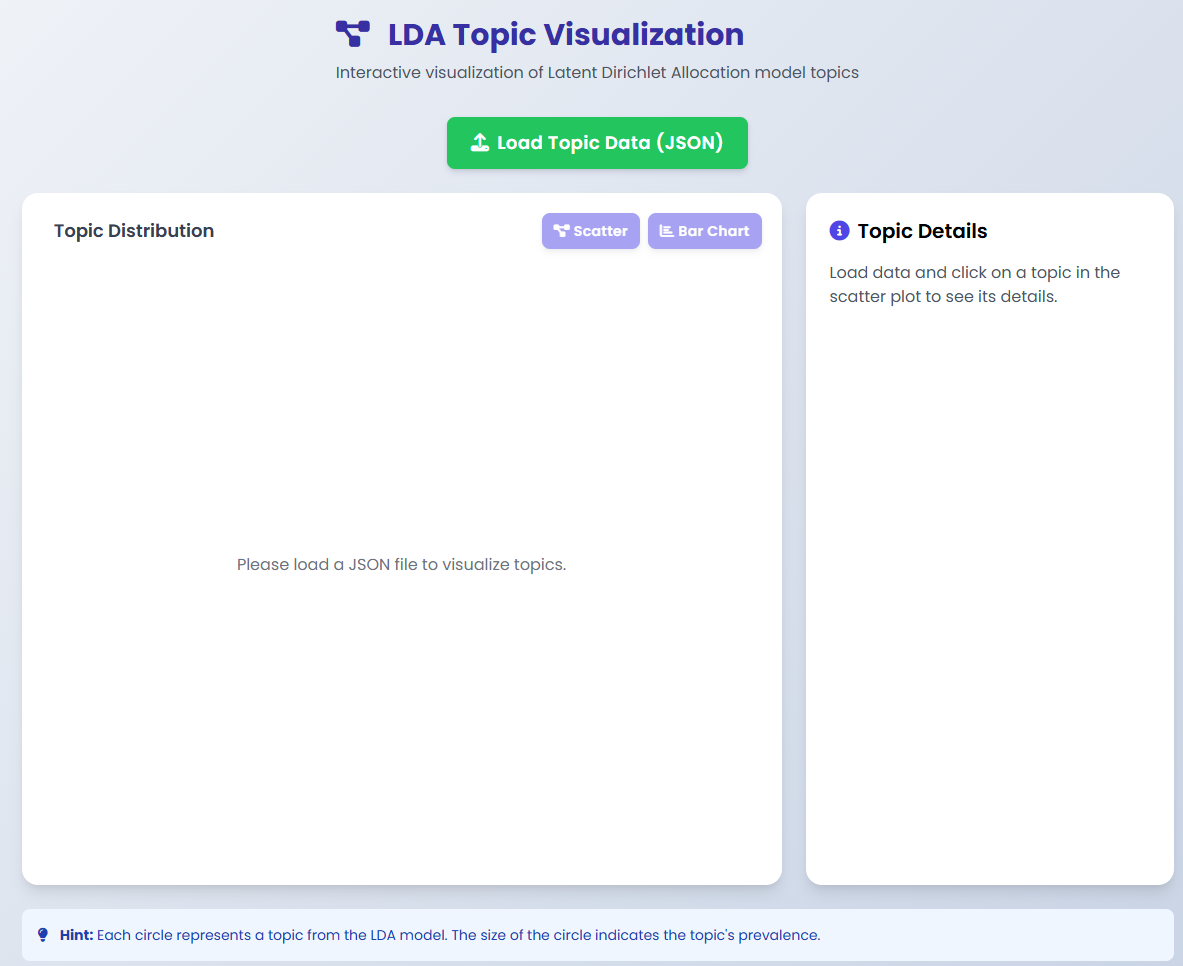 LDA Topic Visualization
Interactive visualization of Latent Dirichlet Allocation model topics
Load Topic Data (JSON)
Topic Distribution
Scatter
Bar Chart
Please load a JSON file to visualize topics.
Topic Details
Load data and click on a topic in the
scatter plot to see its details.
Hint: Each circle represents a topic from the LDA model. The size of the circle indicates the topic's prevalence.